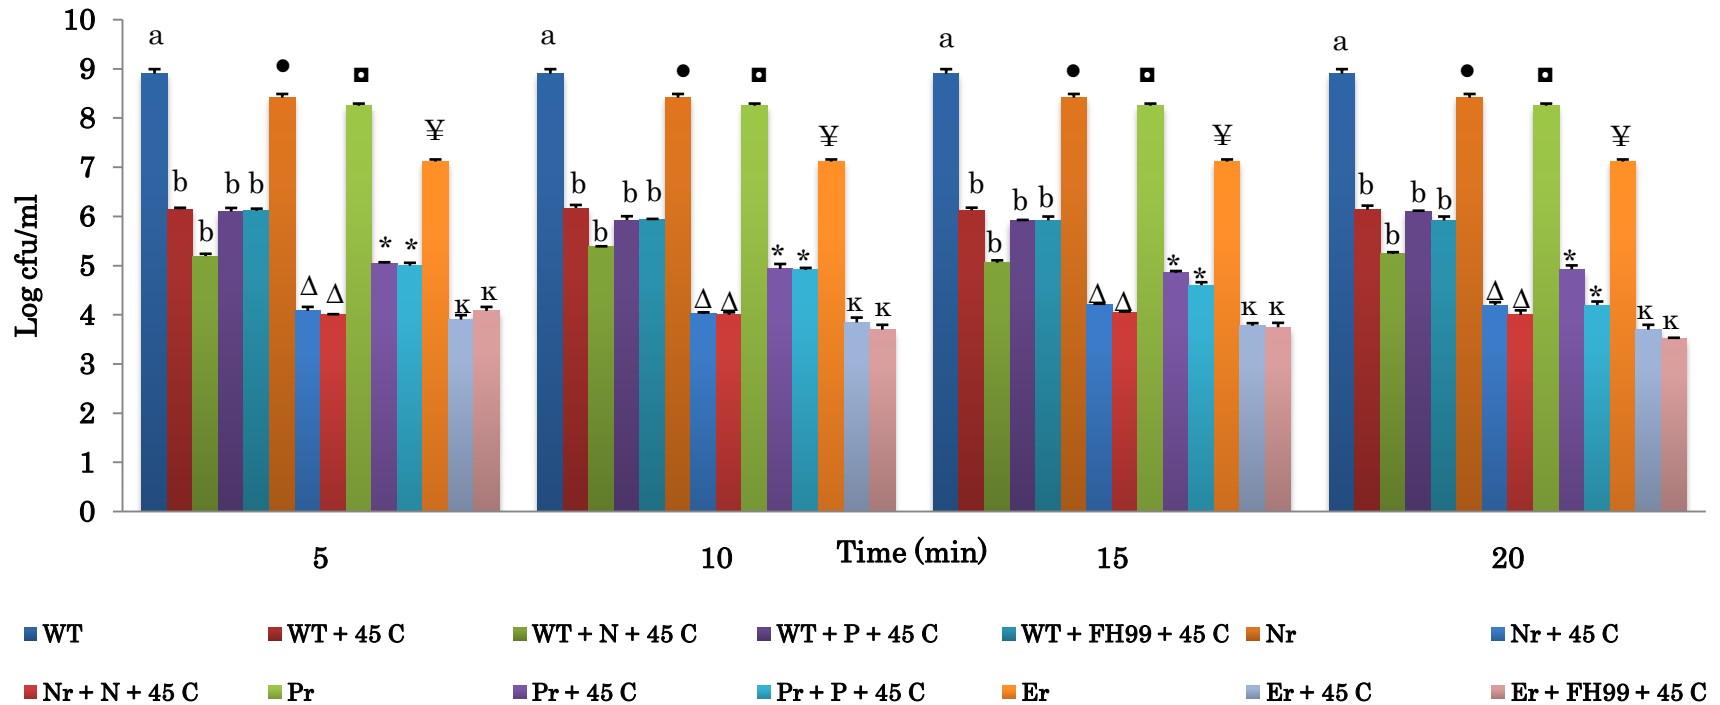 10
9
8
7
6
5
4
3
2
1
0
Log cfu/ml
a • ◘ a • ◘ a • ◘ a • ◘
¥ ¥ ¥ ¥
b b b b b b b b b b b b b b b b
Δ Δ * * κ κ Δ Δ * * κ κ Δ Δ * * κ κ Δ Δ * * κ κ
5 10 15 20
Time (min)
WT WT + 45 C WT + N + 45 C WT + P + 45 C WT + FH99 + 45 C Nr Nr + 45 C
Nr + N + 45 C Pr Pr + 45 C Pr + P + 45 C Er Er + 45 C Er + FH99 + 45 C